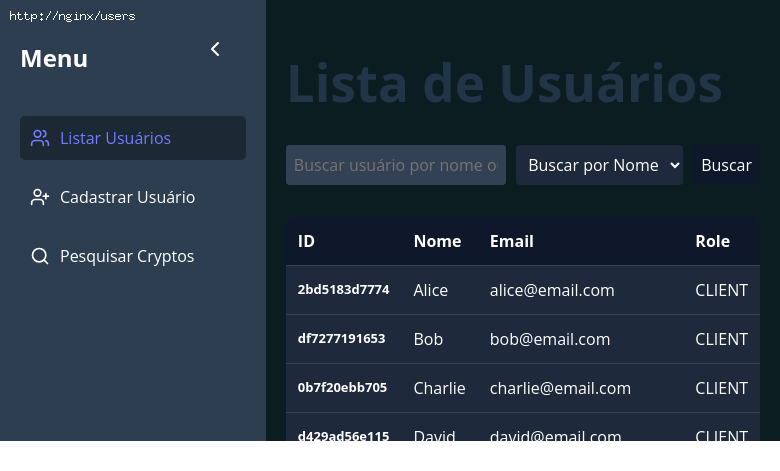 http://nginx/users
Menu
Listar Usuários
Cadastrar Usuário
Pesquisar Cryptos
Lista de Usuários
Buscar usuário por nome o
Buscar por Nome
Buscar
ID Nome Email Role
2bd5183d7774 Alice alice@email.com CLIENT
df7277191653 Bob bob@email.com CLIENT
0b7f20ebb705 Charlie charlie@email.com CLIENT
d429ad56e115 David david@email.com CLIENT